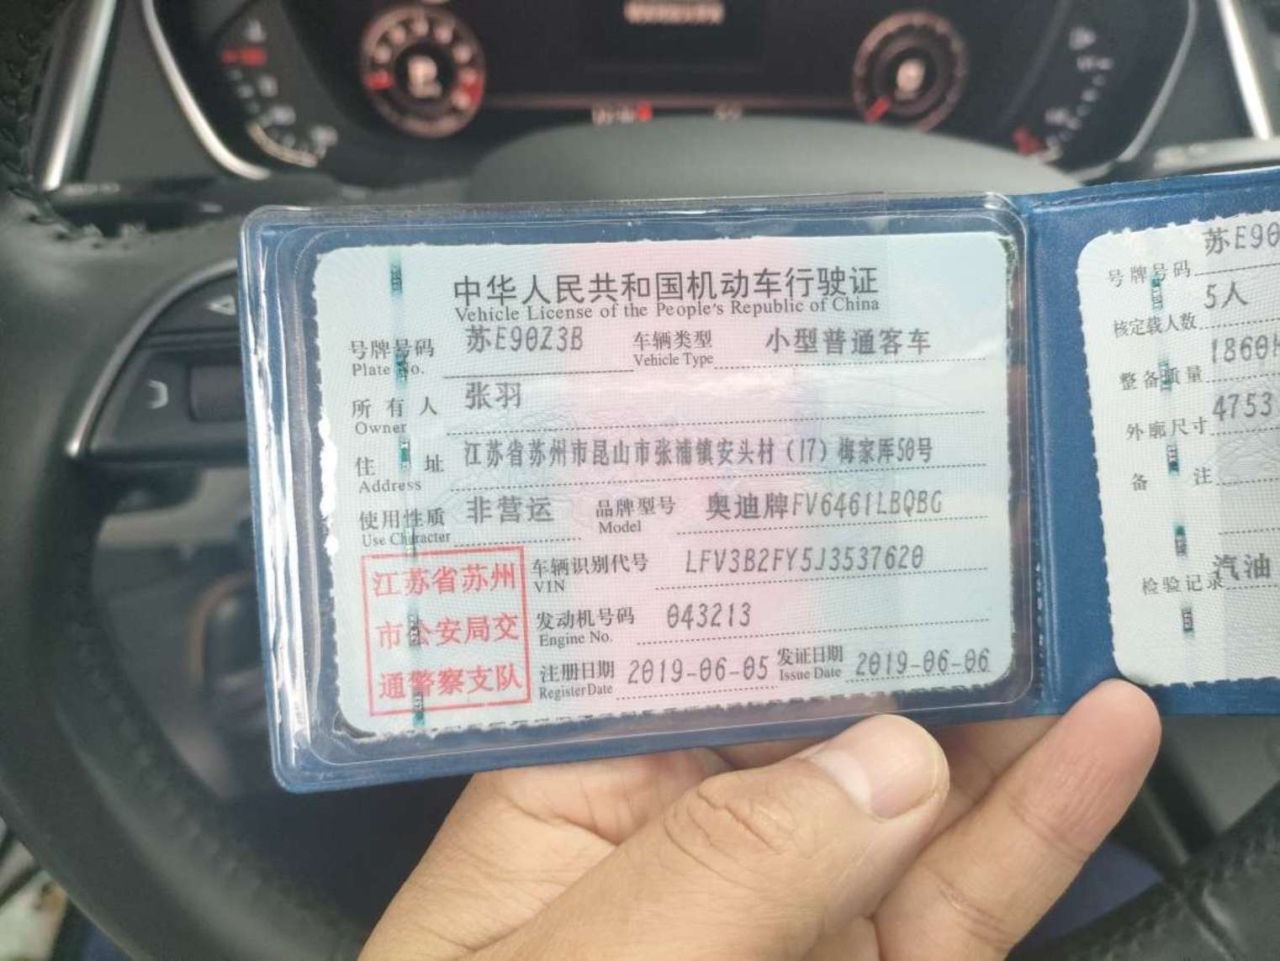 中华人民共和国机动车行驶证
Vehicle License of the People's Republic of China
号牌号码 苏E90Z3B 车辆类型 小型普通客车
Plate No. Vehicle Type
所有人 张羽
Owner
住址 江苏省苏州市昆山市张浦镇安头村(17)梅家厍50号
Address
使用性质 非营运 品牌型号 奥迪牌FV6461LBQBG
Use Character Model
车辆识别代号 LFV3B2FY5J3537620
VIN
发动机号码 043213
Engine No.
注册日期 2019-06-05 发证日期 2019-06-06
Register Date Issue Date
江苏省苏州
市公安局交
通警察支队
号牌号码 苏E90
核定载人数 5人
整备质量 1860
外廓尺寸 4753
备注
检验记录 汽油